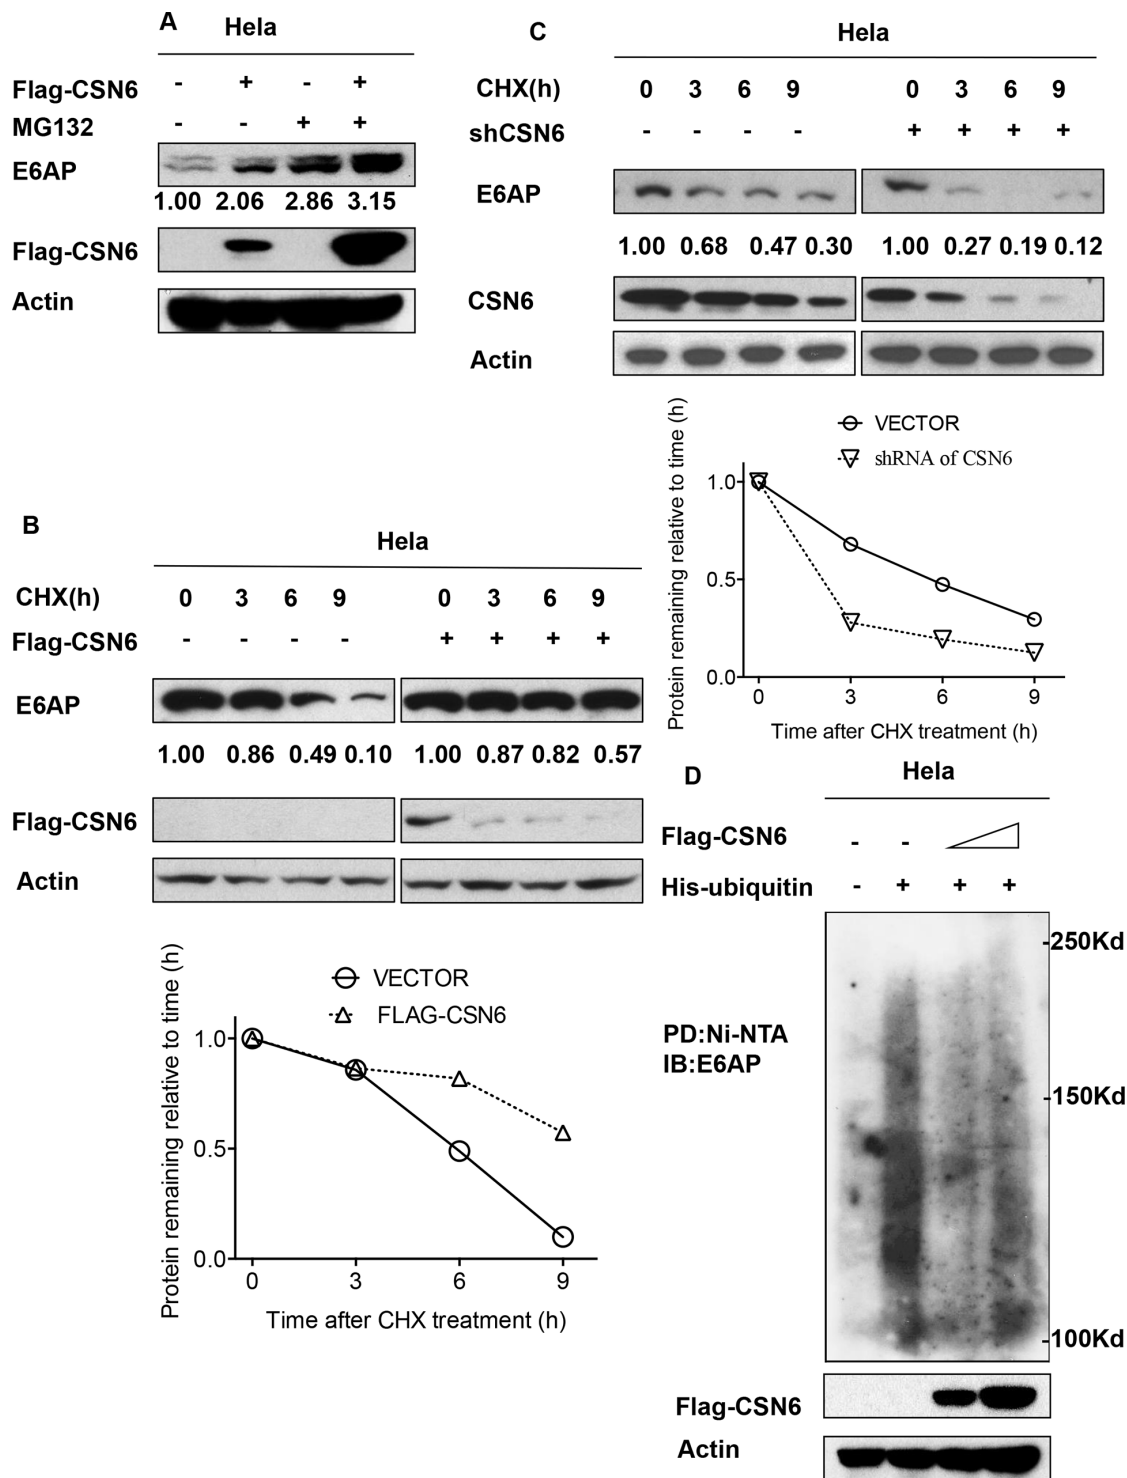 A
Hela
Flag-CSN6 - + - +
MG132 - - + +
E6AP
1.00 2.06 2.86 3.15
Flag-CSN6
Actin
C
Hela
CHX(h) 0 3 6 9 0 3 6 9
shCSN6 - - - - + + + +
E6AP
1.00 0.68 0.47 0.30 1.00 0.27 0.19 0.12
CSN6
Actin
VECTOR
shRNA of CSN6
Protein remaining relative to time (h)
1.0
0.5
0.0
0 3 6 9
Time after CHX treatment (h)
B
Hela
CHX(h) 0 3 6 9 0 3 6 9
Flag-CSN6 - - - - + + + +
E6AP
1.00 0.86 0.49 0.10 1.00 0.87 0.82 0.57
Flag-CSN6
Actin
VECTOR
FLAG-CSN6
Protein remaining relative to time (h)
1.0
0.5
0.0
0 3 6 9
Time after CHX treatment (h)
D
Hela
Flag-CSN6 - -
His-ubiquitin - + + +
-250Kd
PD:Ni-NTA
IB:E6AP
-150Kd
-100Kd
Flag-CSN6
Actin